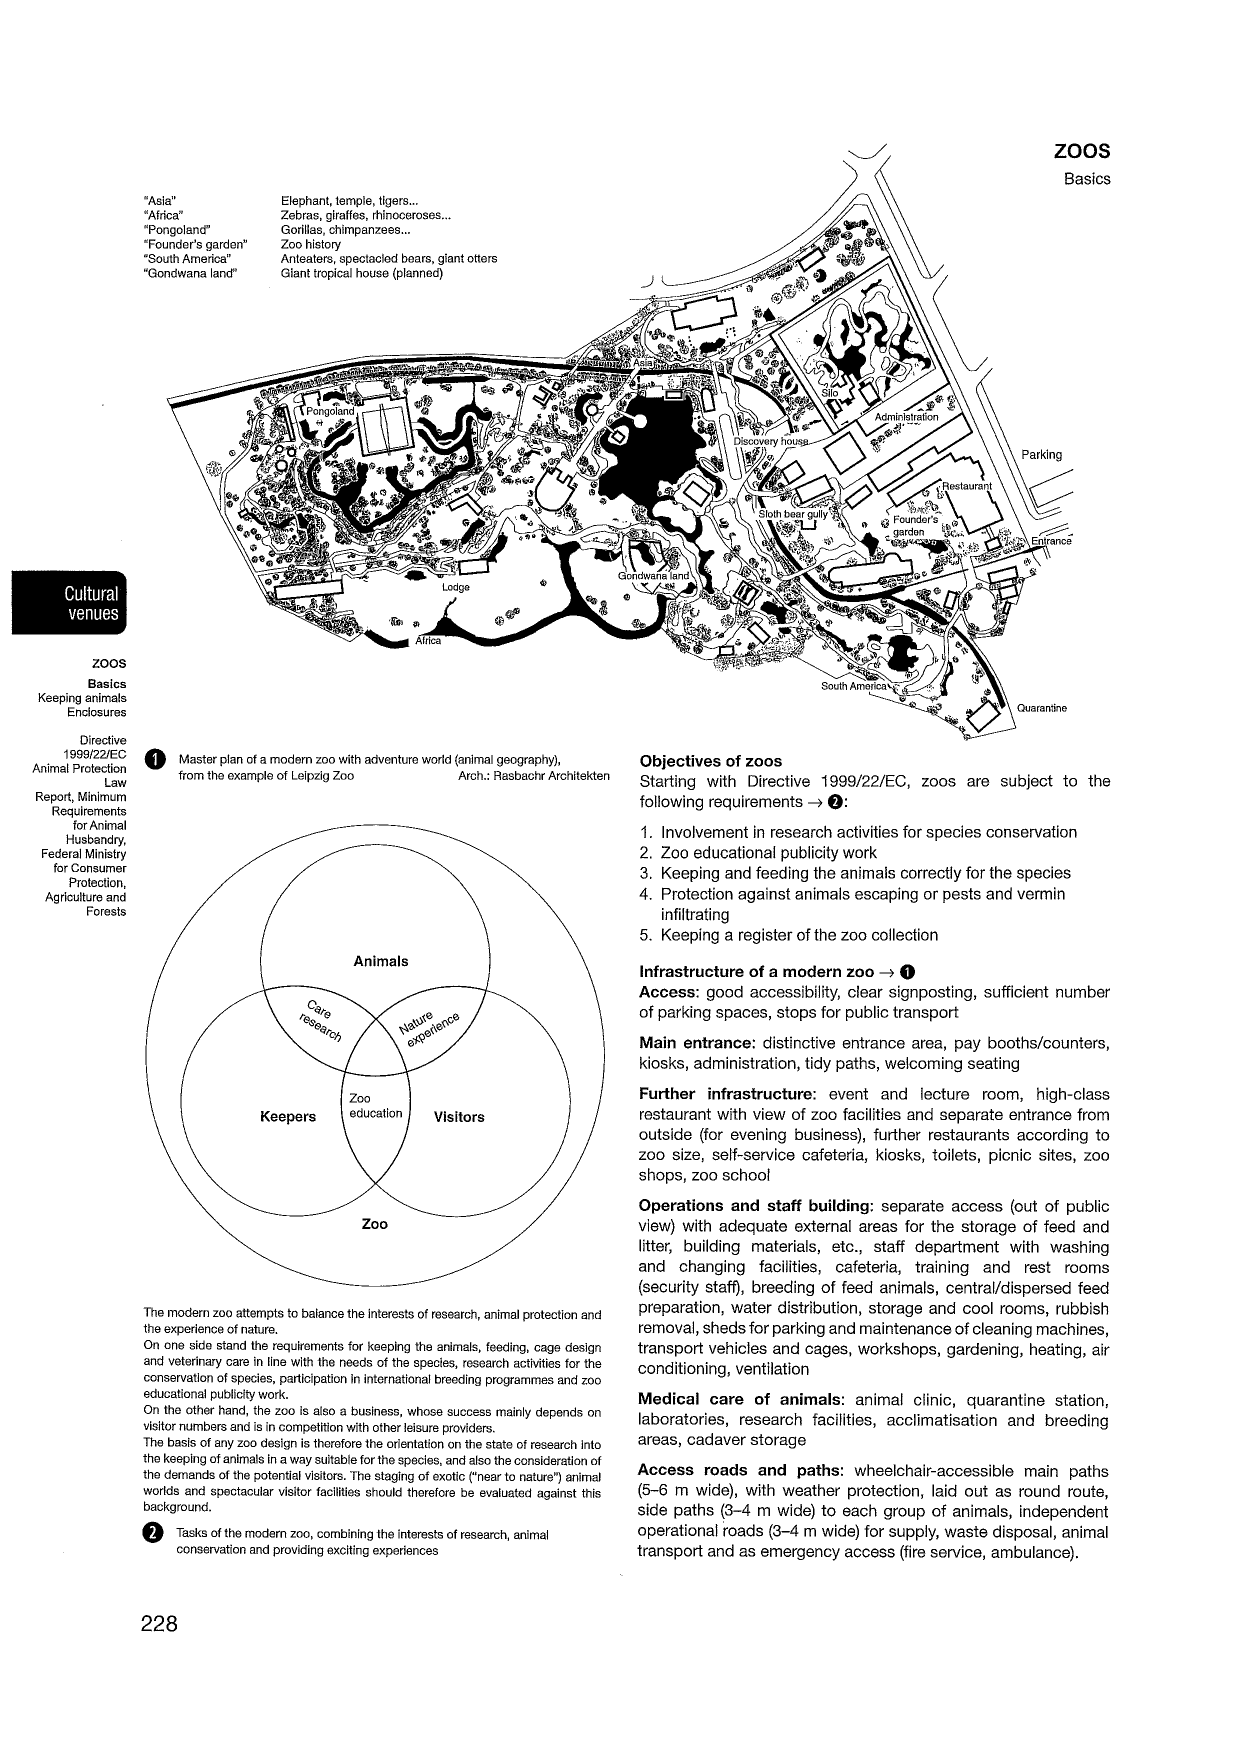 ZOOS
Basics
"Asia" Elephant, temple, tigers...
"Africa" Zebras, giraffes, rhinoceroses...
"Pongoland" Gorillas, chimpanzees...
"Founder's garden" Zoo history
"South America" Anteaters, spectacled bears, giant otters
"Gondwana land" Giant tropical house (planned)
Asia
Pongoland
Silo
Administration
Discovery house
Parking
Restaurant
Sloth bear gully
Founder's
garden
Entrance
Gondwana land
Lodge
Africa
South America
Quarantine
Cultural
venues
ZOOS
Basics
Keeping animals
Enclosures
Directive
1999/22/EC
Animal Protection
Law
Report, Minimum
Requirements
for Animal
Husbandry,
Federal Ministry
for Consumer
Protection,
Agriculture and
Forests
1 Master plan of a modern zoo with adventure world (animal geography),
from the example of Leipzig Zoo Arch.: Rasbachr Architekten
Animals
Care
research
Nature
experience
Zoo
education
Keepers
Visitors
Zoo
The modern zoo attempts to balance the interests of research, animal protection and
the experience of nature.
On one side stand the requirements for keeping the animals, feeding, cage design
and veterinary care in line with the needs of the species, research activities for the
conservation of species, participation in international breeding programmes and zoo
educational publicity work.
On the other hand, the zoo is also a business, whose success mainly depends on
visitor numbers and is in competition with other leisure providers.
The basis of any zoo design is therefore the orientation on the state of research into
the keeping of animals in a way suitable for the species, and also the consideration of
the demands of the potential visitors. The staging of exotic ("near to nature") animal
worlds and spectacular visitor facilities should therefore be evaluated against this
background.
2 Tasks of the modern zoo, combining the interests of research, animal
conservation and providing exciting experiences
Objectives of zoos
Starting with Directive 1999/22/EC, zoos are subject to the
following requirements → 2:
1. Involvement in research activities for species conservation
2. Zoo educational publicity work
3. Keeping and feeding the animals correctly for the species
4. Protection against animals escaping or pests and vermin
infiltrating
5. Keeping a register of the zoo collection
Infrastructure of a modern zoo → 1
Access: good accessibility, clear signposting, sufficient number
of parking spaces, stops for public transport
Main entrance: distinctive entrance area, pay booths/counters,
kiosks, administration, tidy paths, welcoming seating
Further infrastructure: event and lecture room, high-class
restaurant with view of zoo facilities and separate entrance from
outside (for evening business), further restaurants according to
zoo size, self-service cafeteria, kiosks, toilets, picnic sites, zoo
shops, zoo school
Operations and staff building: separate access (out of public
view) with adequate external areas for the storage of feed and
litter, building materials, etc., staff department with washing
and changing facilities, cafeteria, training and rest rooms
(security staff), breeding of feed animals, central/dispersed feed
preparation, water distribution, storage and cool rooms, rubbish
removal, sheds for parking and maintenance of cleaning machines,
transport vehicles and cages, workshops, gardening, heating, air
conditioning, ventilation
Medical care of animals: animal clinic, quarantine station,
laboratories, research facilities, acclimatisation and breeding
areas, cadaver storage
Access roads and paths: wheelchair-accessible main paths
(5–6 m wide), with weather protection, laid out as round route,
side paths (3–4 m wide) to each group of animals, independent
operational roads (3–4 m wide) for supply, waste disposal, animal
transport and as emergency access (fire service, ambulance).
228